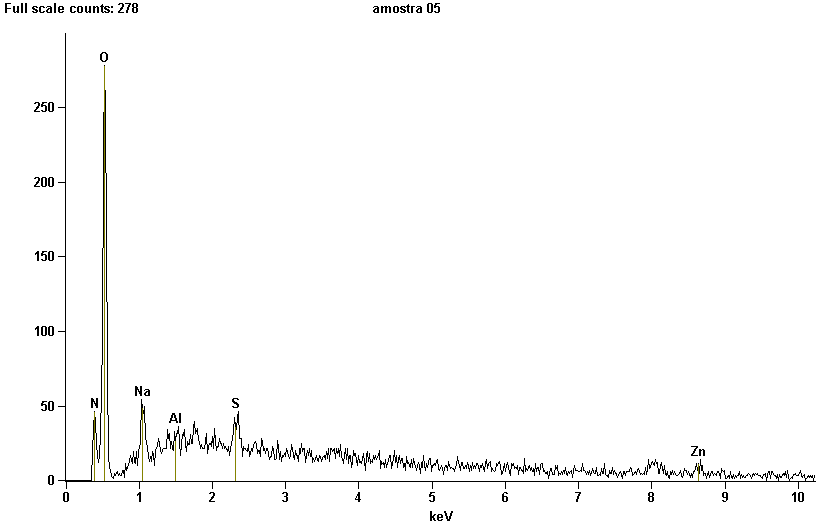 Full scale counts: 278
amostra 05
O
250
200
150
100
N
Na
Al
S
50
Zn
0
0 1 2 3 4 5 6 7 8 9 10
keV